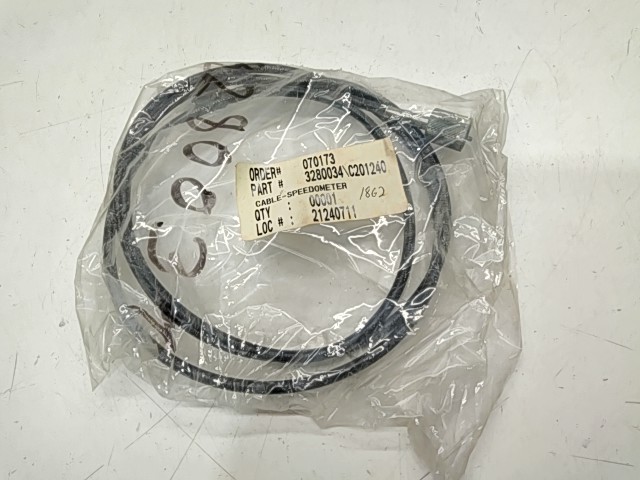 ORDER# 070173
PART # 3280034\C201240
CABLE-SPEEDOMETER
QTY : 00001
1862
LOC # : 21240711